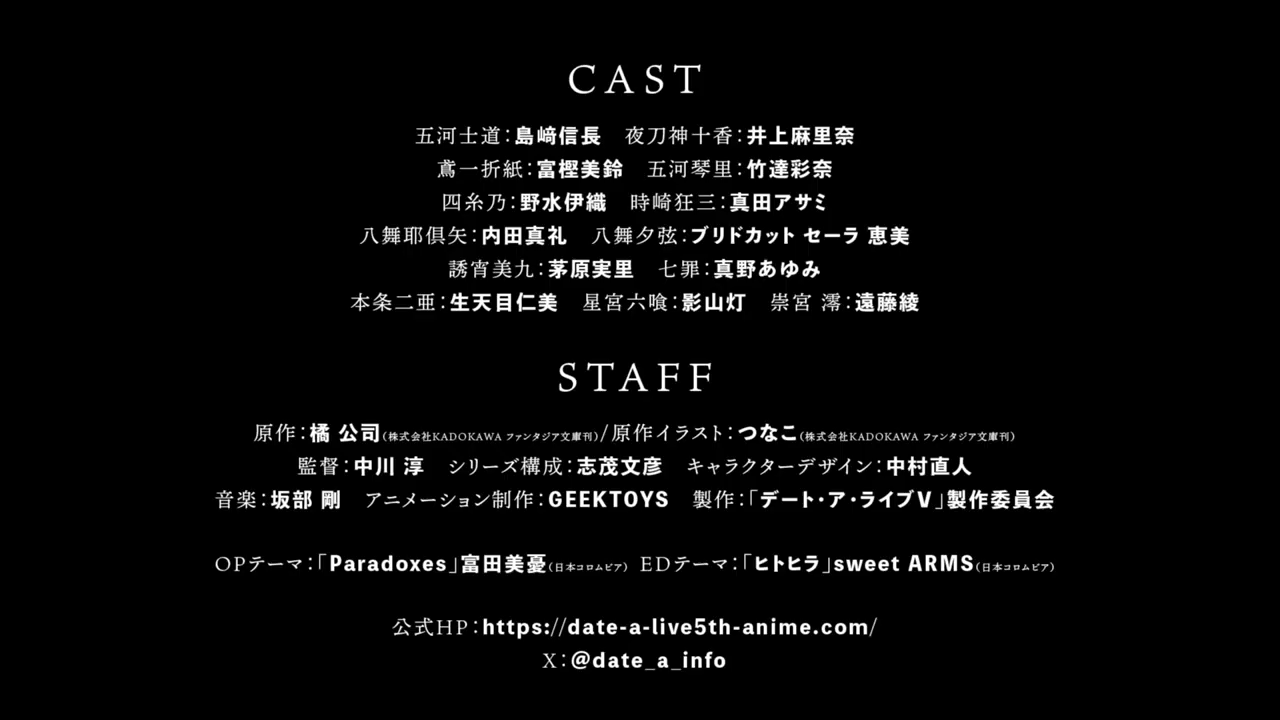 CAST
五河士道：島﨑信長　夜刀神十香：井上麻里奈
鳶一折紙：富樫美鈴　五河琴里：竹達彩奈
四糸乃：野水伊織　時崎狂三：真田アサミ
八舞耶倶矢：内田真礼　八舞夕弦：ブリドカット セーラ 恵美
誘宵美九：茅原実里　七罪：真野あゆみ
本条二亜：生天目仁美　星宮六喰：影山灯　崇宮 澪：遠藤綾
STAFF
原作：橘 公司（株式会社KADOKAWA ファンタジア文庫刊）/原作イラスト：つなこ（株式会社KADOKAWA ファンタジア文庫刊）
監督：中川 淳　シリーズ構成：志茂文彦　キャラクターデザイン：中村直人
音楽：坂部 剛　アニメーション制作：GEEKTOYS　製作：「デート・ア・ライブⅤ」製作委員会
OPテーマ：「Paradoxes」富田美憂（日本コロムビア）　EDテーマ：「ヒトヒラ」sweet ARMS（日本コロムビア）
公式HP：https://date-a-live5th-anime.com/
X：@date_a_info